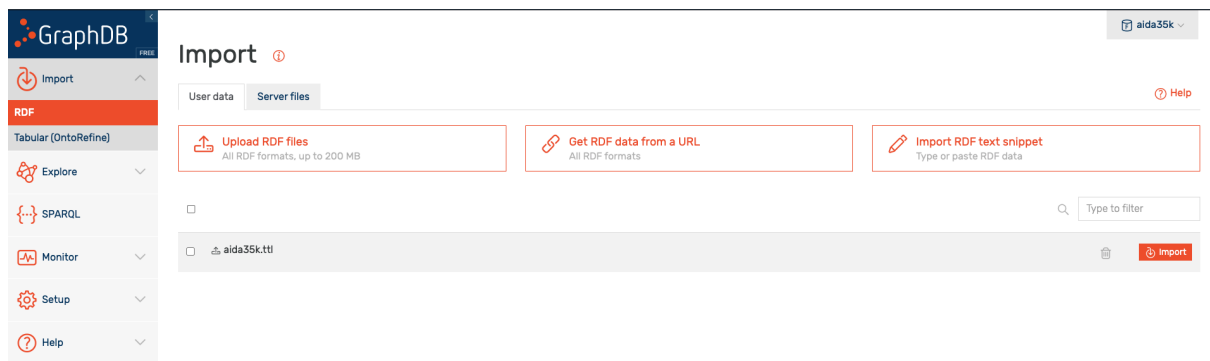 GraphDB
FREE
Import
RDF
Tabular (OntoRefine)
Explore
SPARQL
Monitor
Setup
Help
aida35k
Import
User data
Server files
Help
Upload RDF files
All RDF formats, up to 200 MB
Get RDF data from a URL
All RDF formats
Import RDF text snippet
Type or paste RDF data
Type to filter
aida35k.ttl
Import